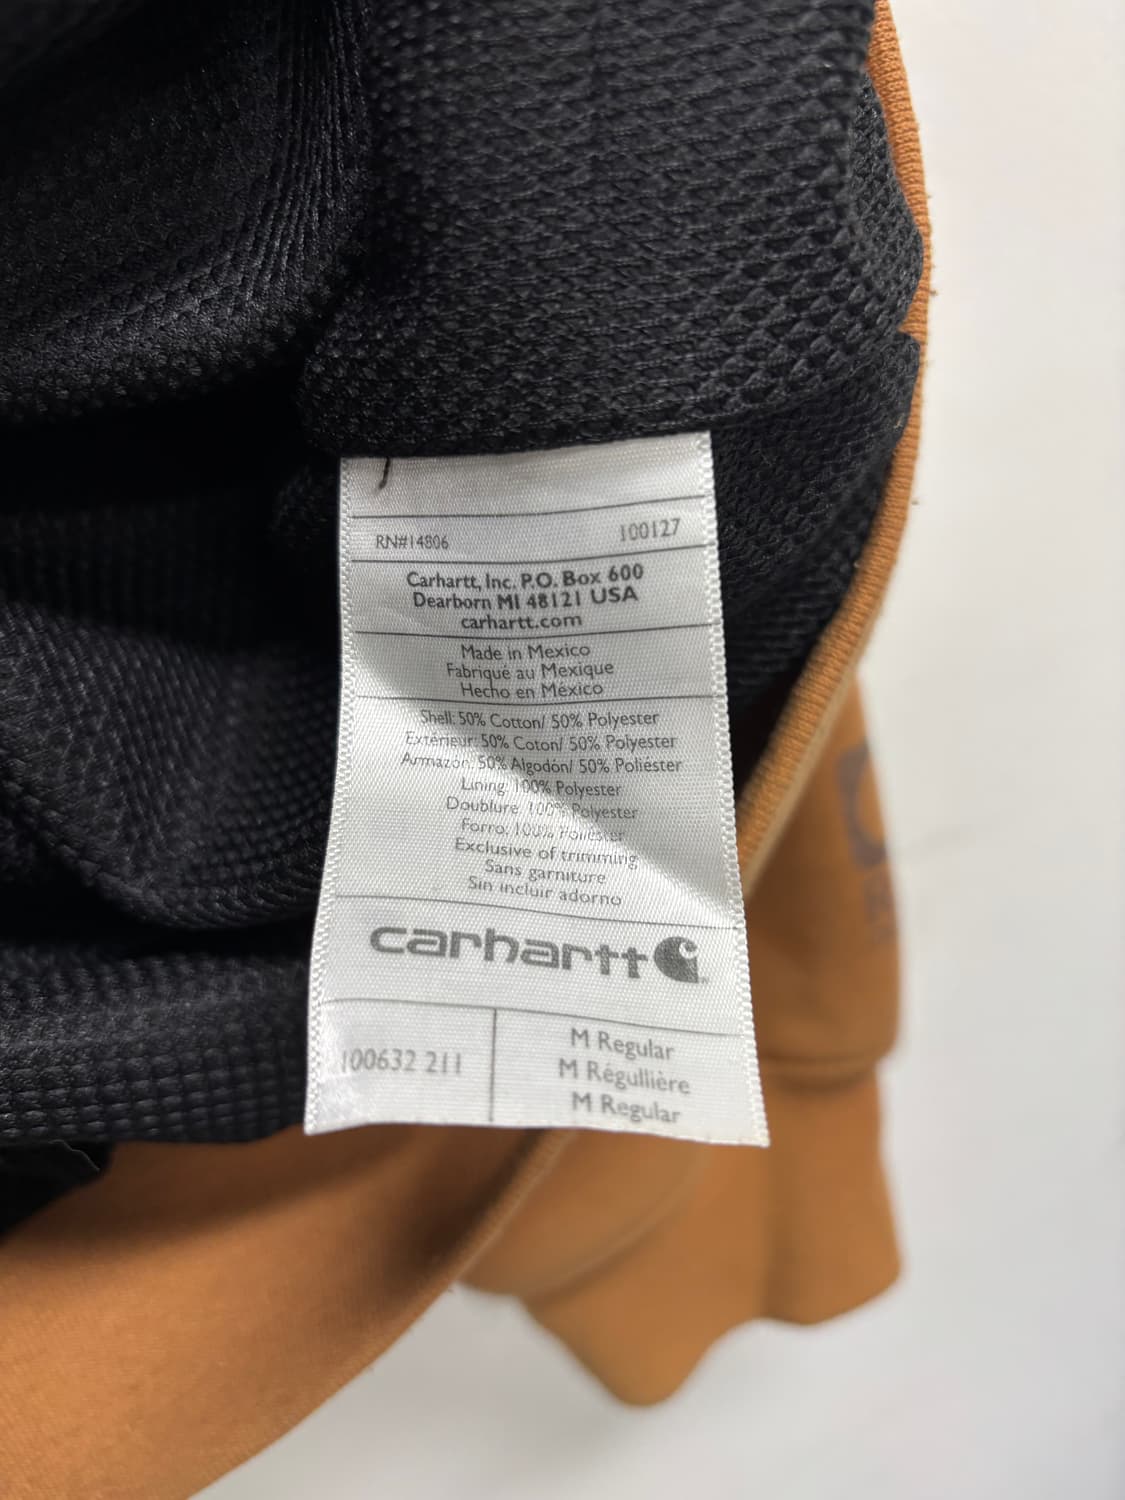 RN#14806 100127
Carhartt, Inc. P.O. Box 600
Dearborn MI 48121 USA
carhartt.com
Made in Mexico
Fabriqué au Mexique
Hecho en México
Shell: 50% Cotton/ 50% Polyester
Extérieur: 50% Coton/ 50% Polyester
Armazón: 50% Algodón/ 50% Poliéster
Lining: 100% Polyester
Doublure: 100% Polyester
Forro: 100% Poliéster
Exclusive of trimming
Sans garniture
Sin incluir adorno
carhartt
100632 211
M Regular
M Régullière
M Regular